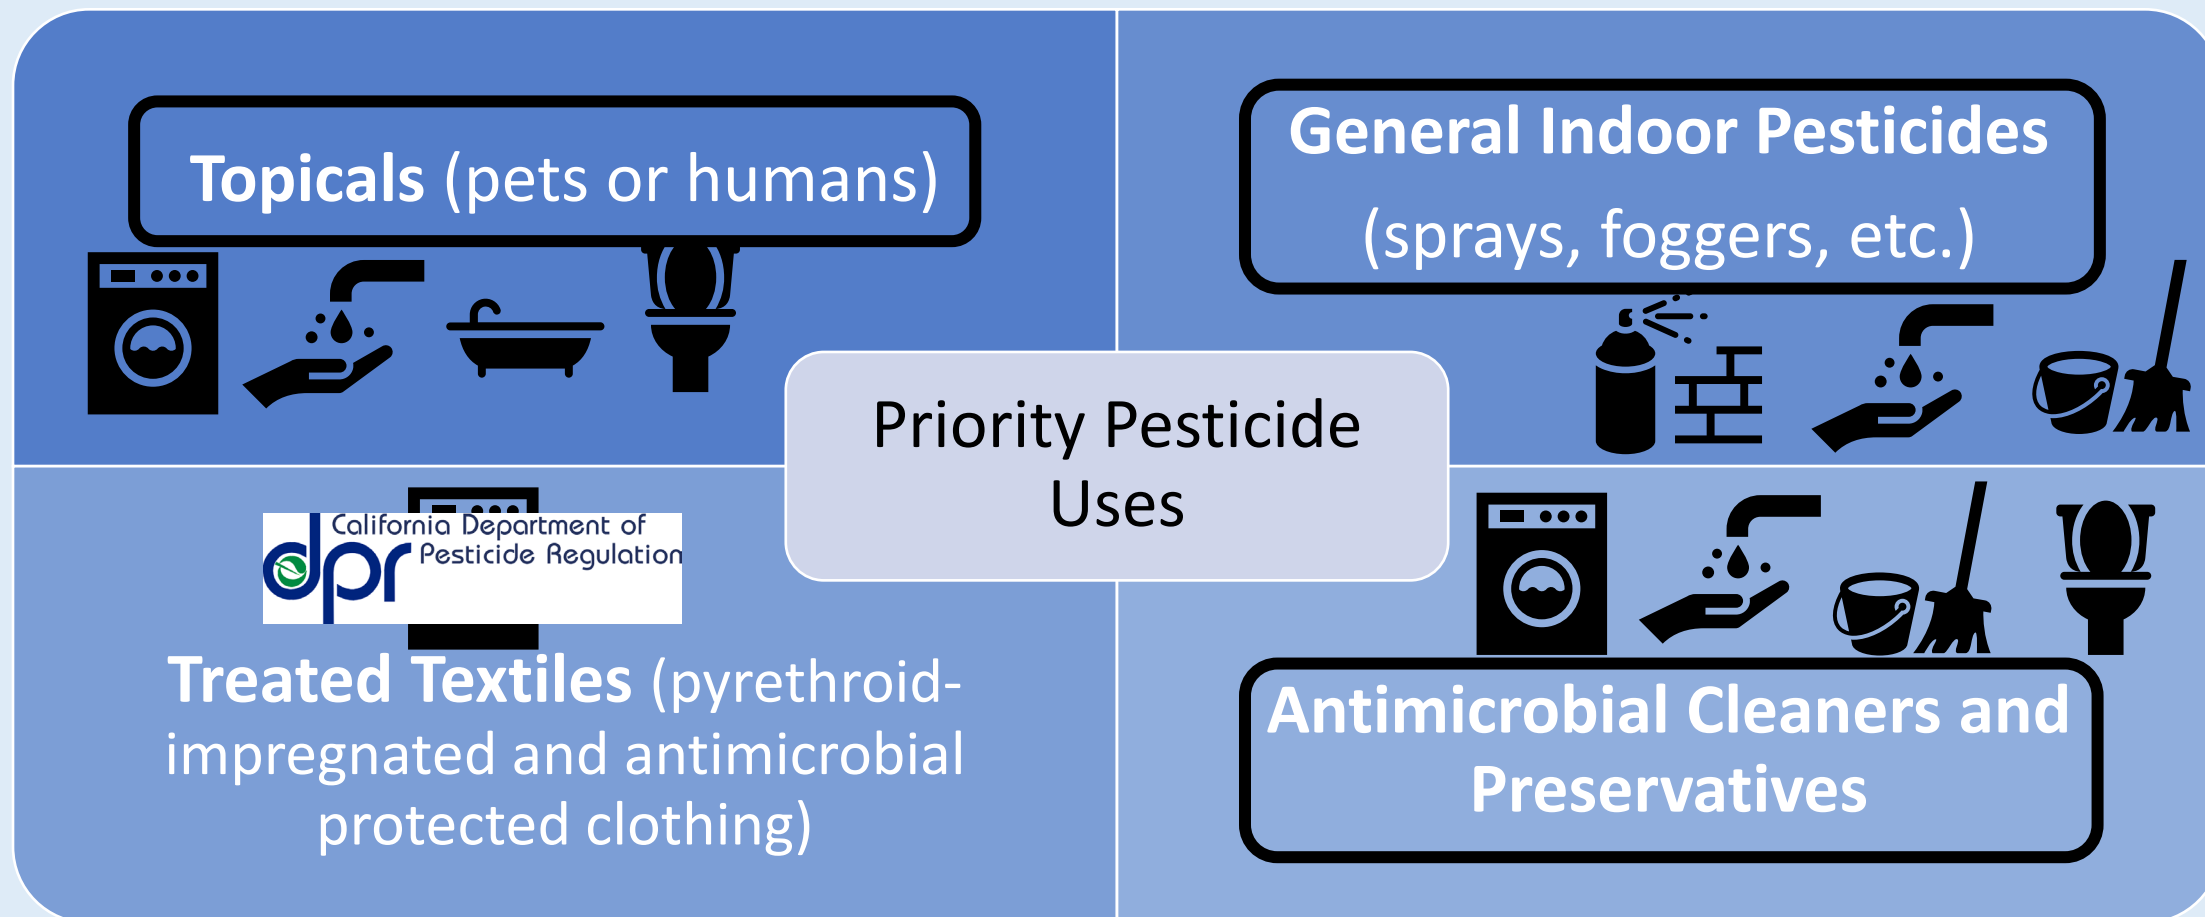 Topicals (pets or humans)
General Indoor Pesticides
(sprays, foggers, etc.)
Priority Pesticide
Uses
California Department of
dpr Pesticide Regulation
Treated Textiles (pyrethroid-
impregnated and antimicrobial
protected clothing)
Antimicrobial Cleaners and
Preservatives